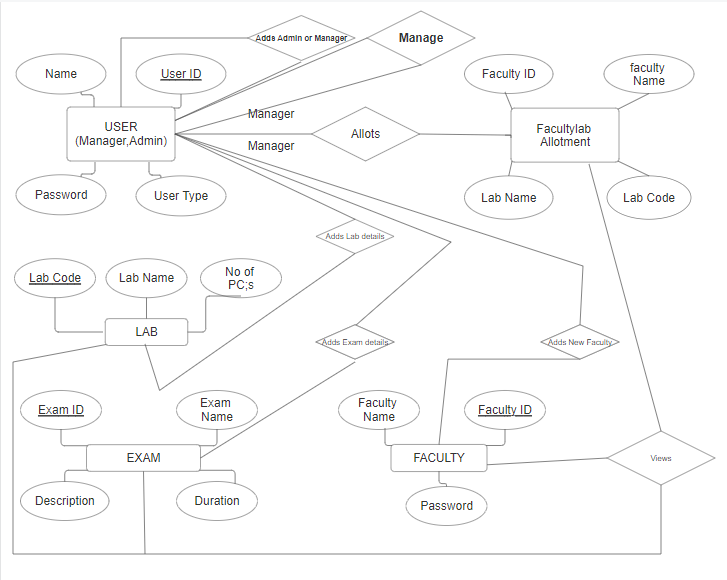 Adds Admin or Manager
Manage
Name
User ID
Faculty ID
faculty
Name
Manager
USER
(Manager,Admin)
Allots
Facultylab
Allotment
Manager
Password
User Type
Lab Name
Lab Code
Adds Lab details
Lab Code
Lab Name
No of
PC;s
LAB
Adds Exam details
Adds New Faculty
Exam ID
Exam
Name
Faculty
Name
Faculty ID
EXAM
FACULTY
Views
Description
Duration
Password